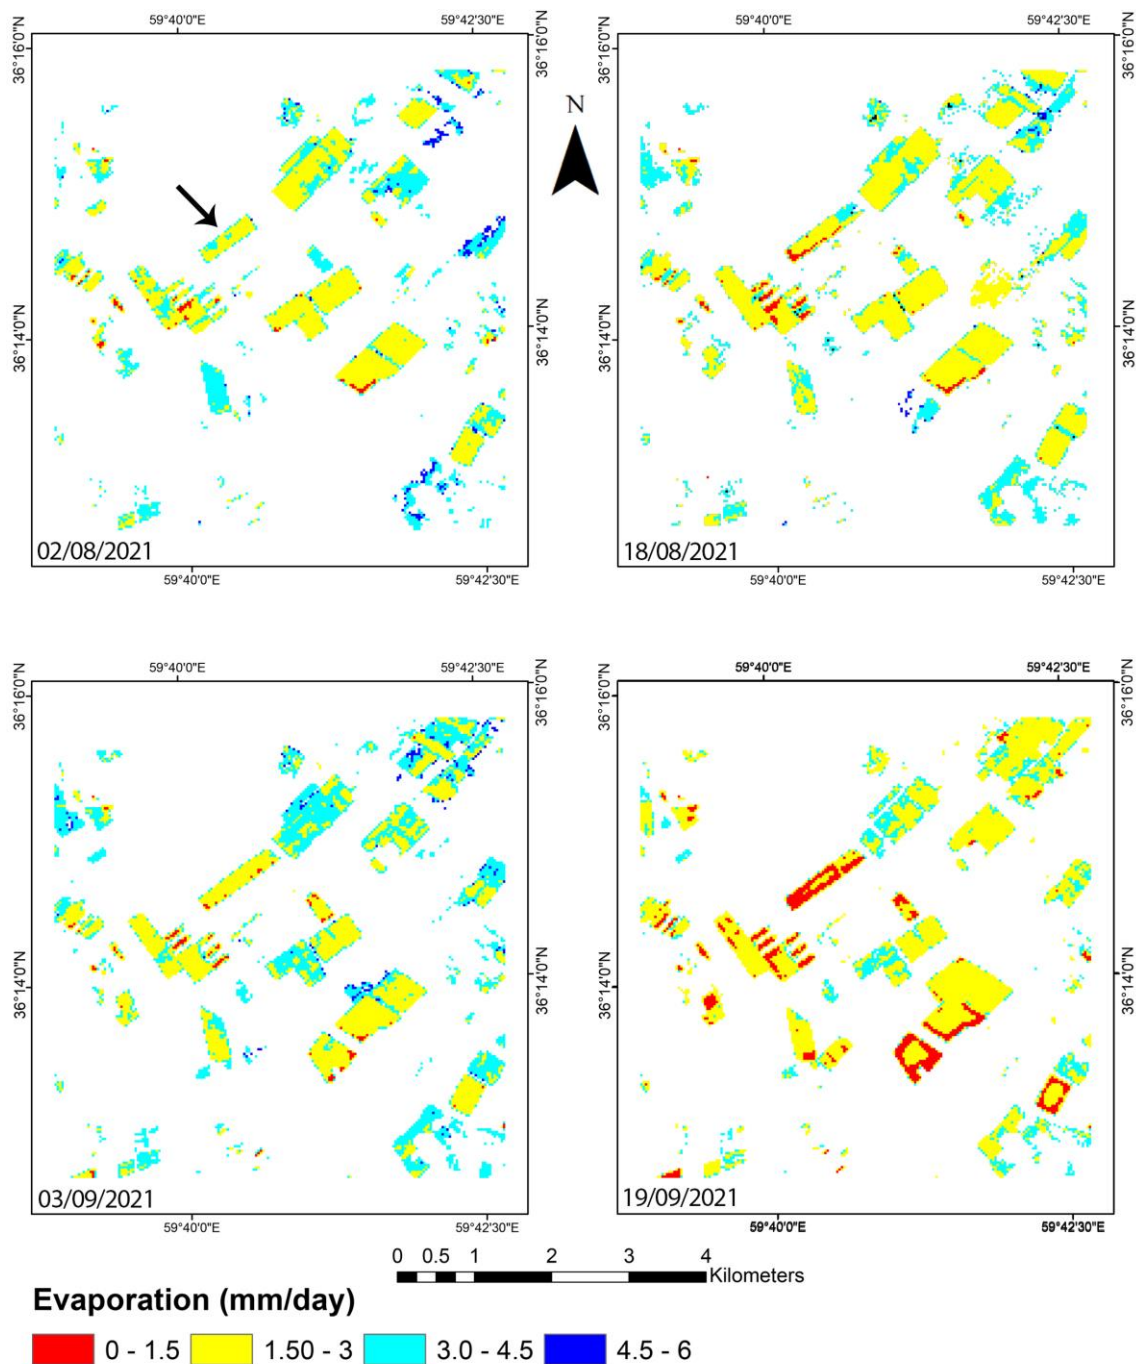 59°40'0"E 59°42'30"E 59°40'0"E 59°42'30"E
36°16'0"N 36°16'0"N 36°16'0"N 36°16'0"N
N
36°14'0"N 36°14'0"N 36°14'0"N 36°14'0"N
02/08/2021 18/08/2021
59°40'0"E 59°42'30"E 59°40'0"E 59°42'30"E
59°40'0"E 59°42'30"E 59°40'0"E 59°42'30"E
36°16'0"N 36°16'0"N 36°16'0"N 36°16'0"N
36°14'0"N 36°14'0"N 36°14'0"N 36°14'0"N
03/09/2021 19/09/2021
59°40'0"E 59°42'30"E 59°40'0"E 59°42'30"E
0 0.5 1 2 3 4
Kilometers
Evaporation (mm/day)
0 - 1.5 1.50 - 3 3.0 - 4.5 4.5 - 6